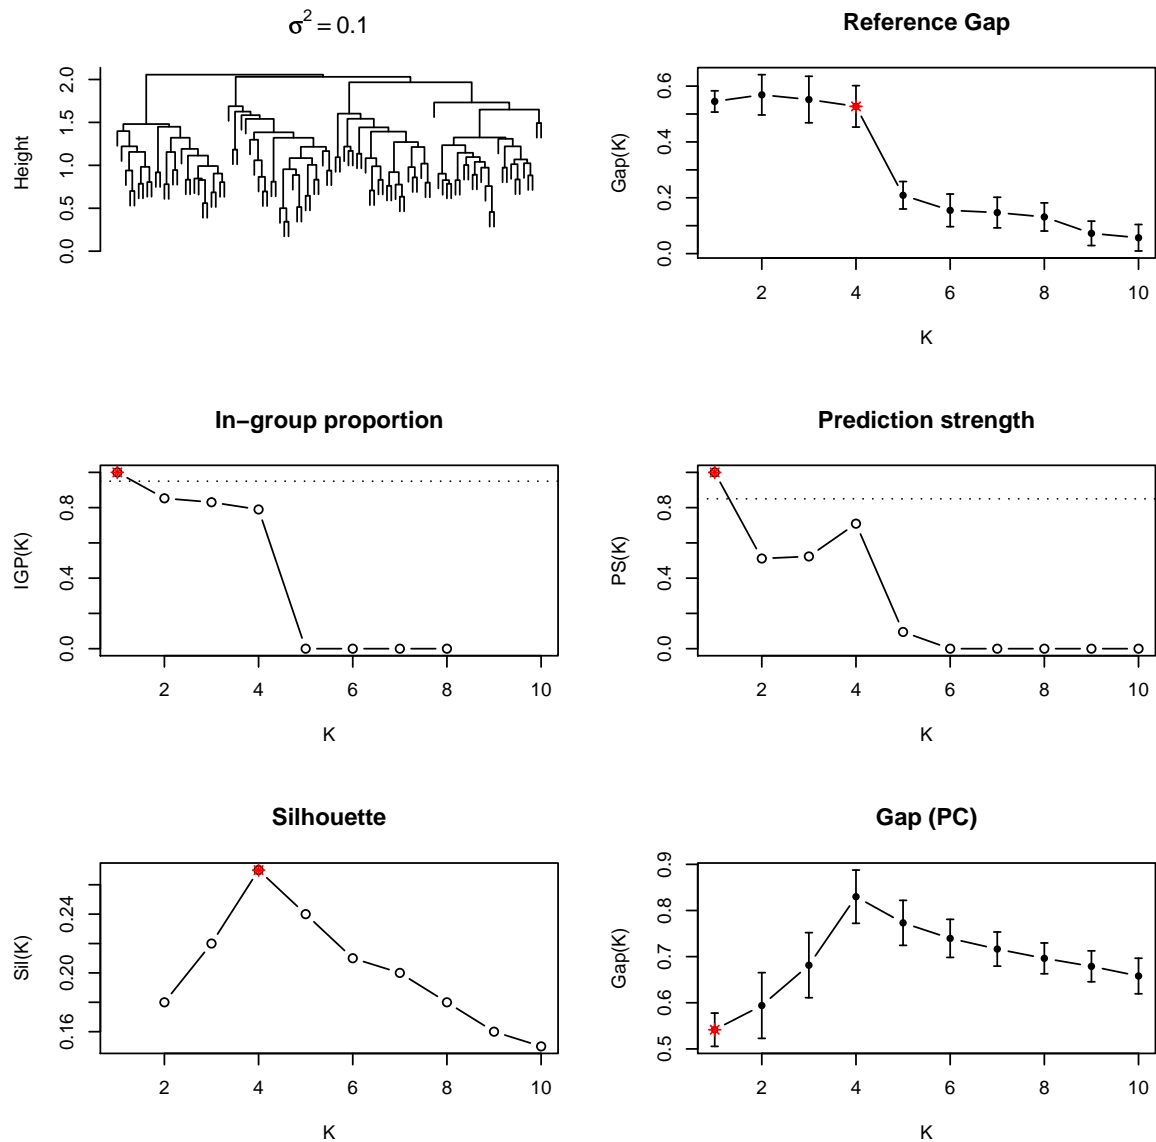 σ² = 0.1
Height
0.0 0.5 1.0 1.5 2.0
Reference Gap
Gap(K)
0.0 0.2 0.4 0.6
2 4 6 8 10
K
In−group proportion
IGP(K)
0.0 0.4 0.8
2 4 6 8 10
K
Prediction strength
PS(K)
0.0 0.4 0.8
2 4 6 8 10
K
Silhouette
Sil(K)
0.16 0.20 0.24
2 4 6 8 10
K
Gap (PC)
Gap(K)
0.5 0.6 0.7 0.8 0.9
2 4 6 8 10
K